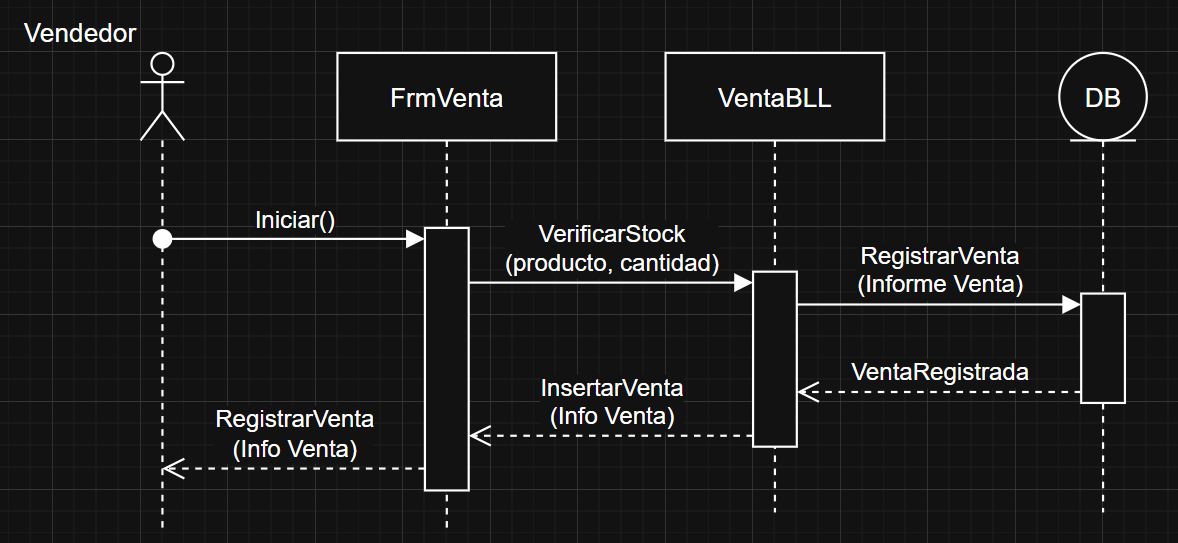 Vendedor
FrmVenta
VentaBLL
DB
Iniciar()
VerificarStock
(producto, cantidad)
RegistrarVenta
(Informe Venta)
VentaRegistrada
InsertarVenta
(Info Venta)
RegistrarVenta
(Info Venta)